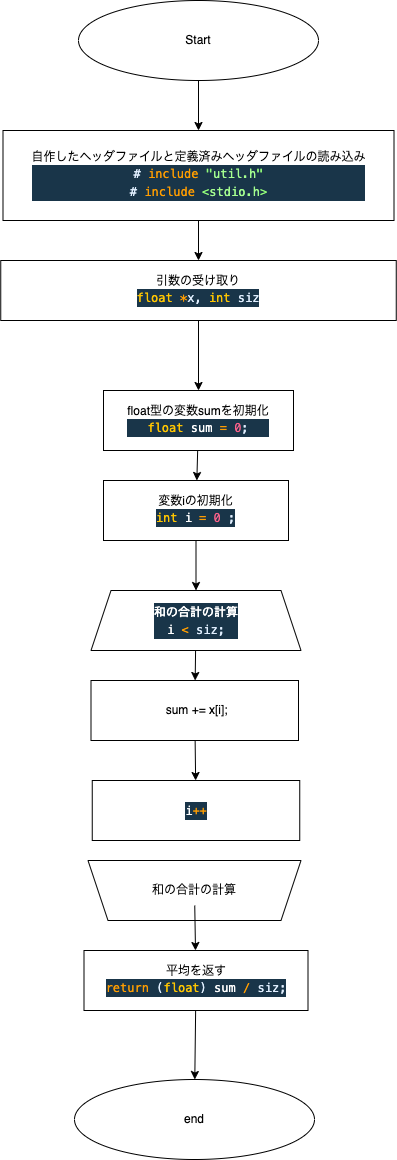 Start
自作したヘッダファイルと定義済みヘッダファイルの読み込み
# include "util.h"
# include <stdio.h>
引数の受け取り
float *x, int siz
float型の変数sumを初期化
float sum = 0;
変数iの初期化
int i = 0 ;
和の合計の計算
i < siz;
sum += x[i];
i++
和の合計の計算
平均を返す
return (float) sum / siz;
end